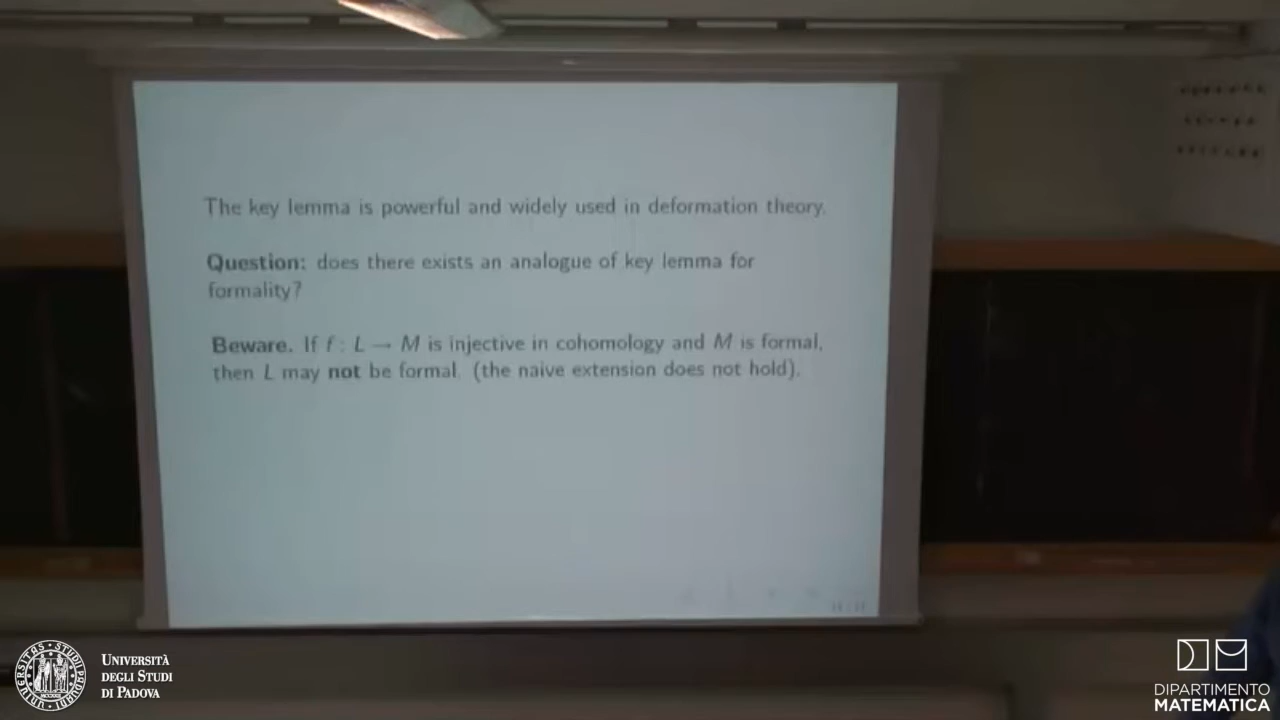 The key lemma is powerful and widely used in deformation theory.
Question: does there exists an analogue of key lemma for
formality?
Beware. If f : L → M is injective in cohomology and M is formal,
then L may not be formal. (the naive extension does not hold).
UNIVERSITÀ
DEGLI STUDI
DI PADOVA
DIPARTIMENTO
MATEMATICA